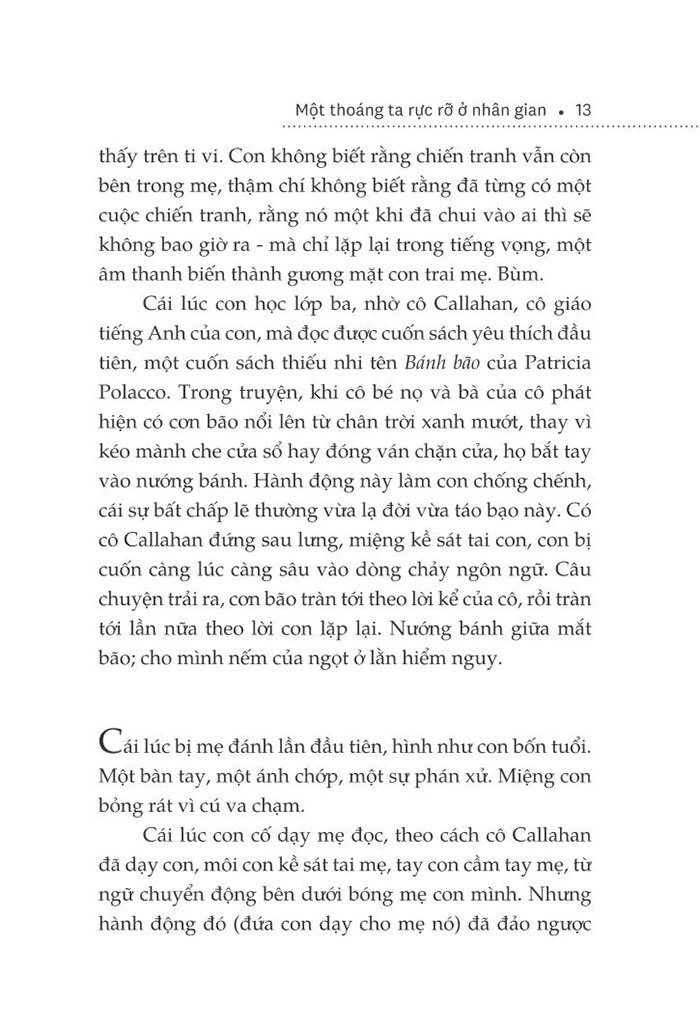 Một thoáng ta rực rỡ ở nhân gian • 13
thấy trên ti vi. Con không biết rằng chiến tranh vẫn còn
bên trong mẹ, thậm chí không biết rằng đã từng có một
cuộc chiến tranh, rằng nó một khi đã chui vào ai thì sẽ
không bao giờ ra - mà chỉ lặp lại trong tiếng vọng, một
âm thanh biến thành gương mặt con trai mẹ. Bùm.
Cái lúc con học lớp ba, nhờ cô Callahan, cô giáo
tiếng Anh của con, mà đọc được cuốn sách yêu thích đầu
tiên, một cuốn sách thiếu nhi tên Bánh bão của Patricia
Polacco. Trong truyện, khi cô bé nọ và bà của cô phát
hiện có cơn bão nổi lên từ chân trời xanh mướt, thay vì
kéo mành che cửa sổ hay đóng ván chặn cửa, họ bắt tay
vào nướng bánh. Hành động này làm con chống chếnh,
cái sự bất chấp lẽ thường vừa lạ đời vừa táo bạo này. Có
cô Callahan đứng sau lưng, miệng kề sát tai con, con bị
cuốn càng lúc càng sâu vào dòng chảy ngôn ngữ. Câu
chuyện trải ra, cơn bão tràn tới theo lời kể của cô, rồi tràn
tới lần nữa theo lời con lặp lại. Nướng bánh giữa mắt
bão; cho mình nếm của ngọt ở lằn hiểm nguy.
Cái lúc bị mẹ đánh lần đầu tiên, hình như con bốn tuổi.
Một bàn tay, một ánh chớp, một sự phán xử. Miệng con
bỏng rát vì cú va chạm.
Cái lúc con cố dạy mẹ đọc, theo cách cô Callahan
đã dạy con, môi con kề sát tai mẹ, tay con cầm tay mẹ, từ
ngữ chuyển động bên dưới bóng mẹ con mình. Nhưng
hành động đó (đứa con dạy cho mẹ nó) đã đảo ngược